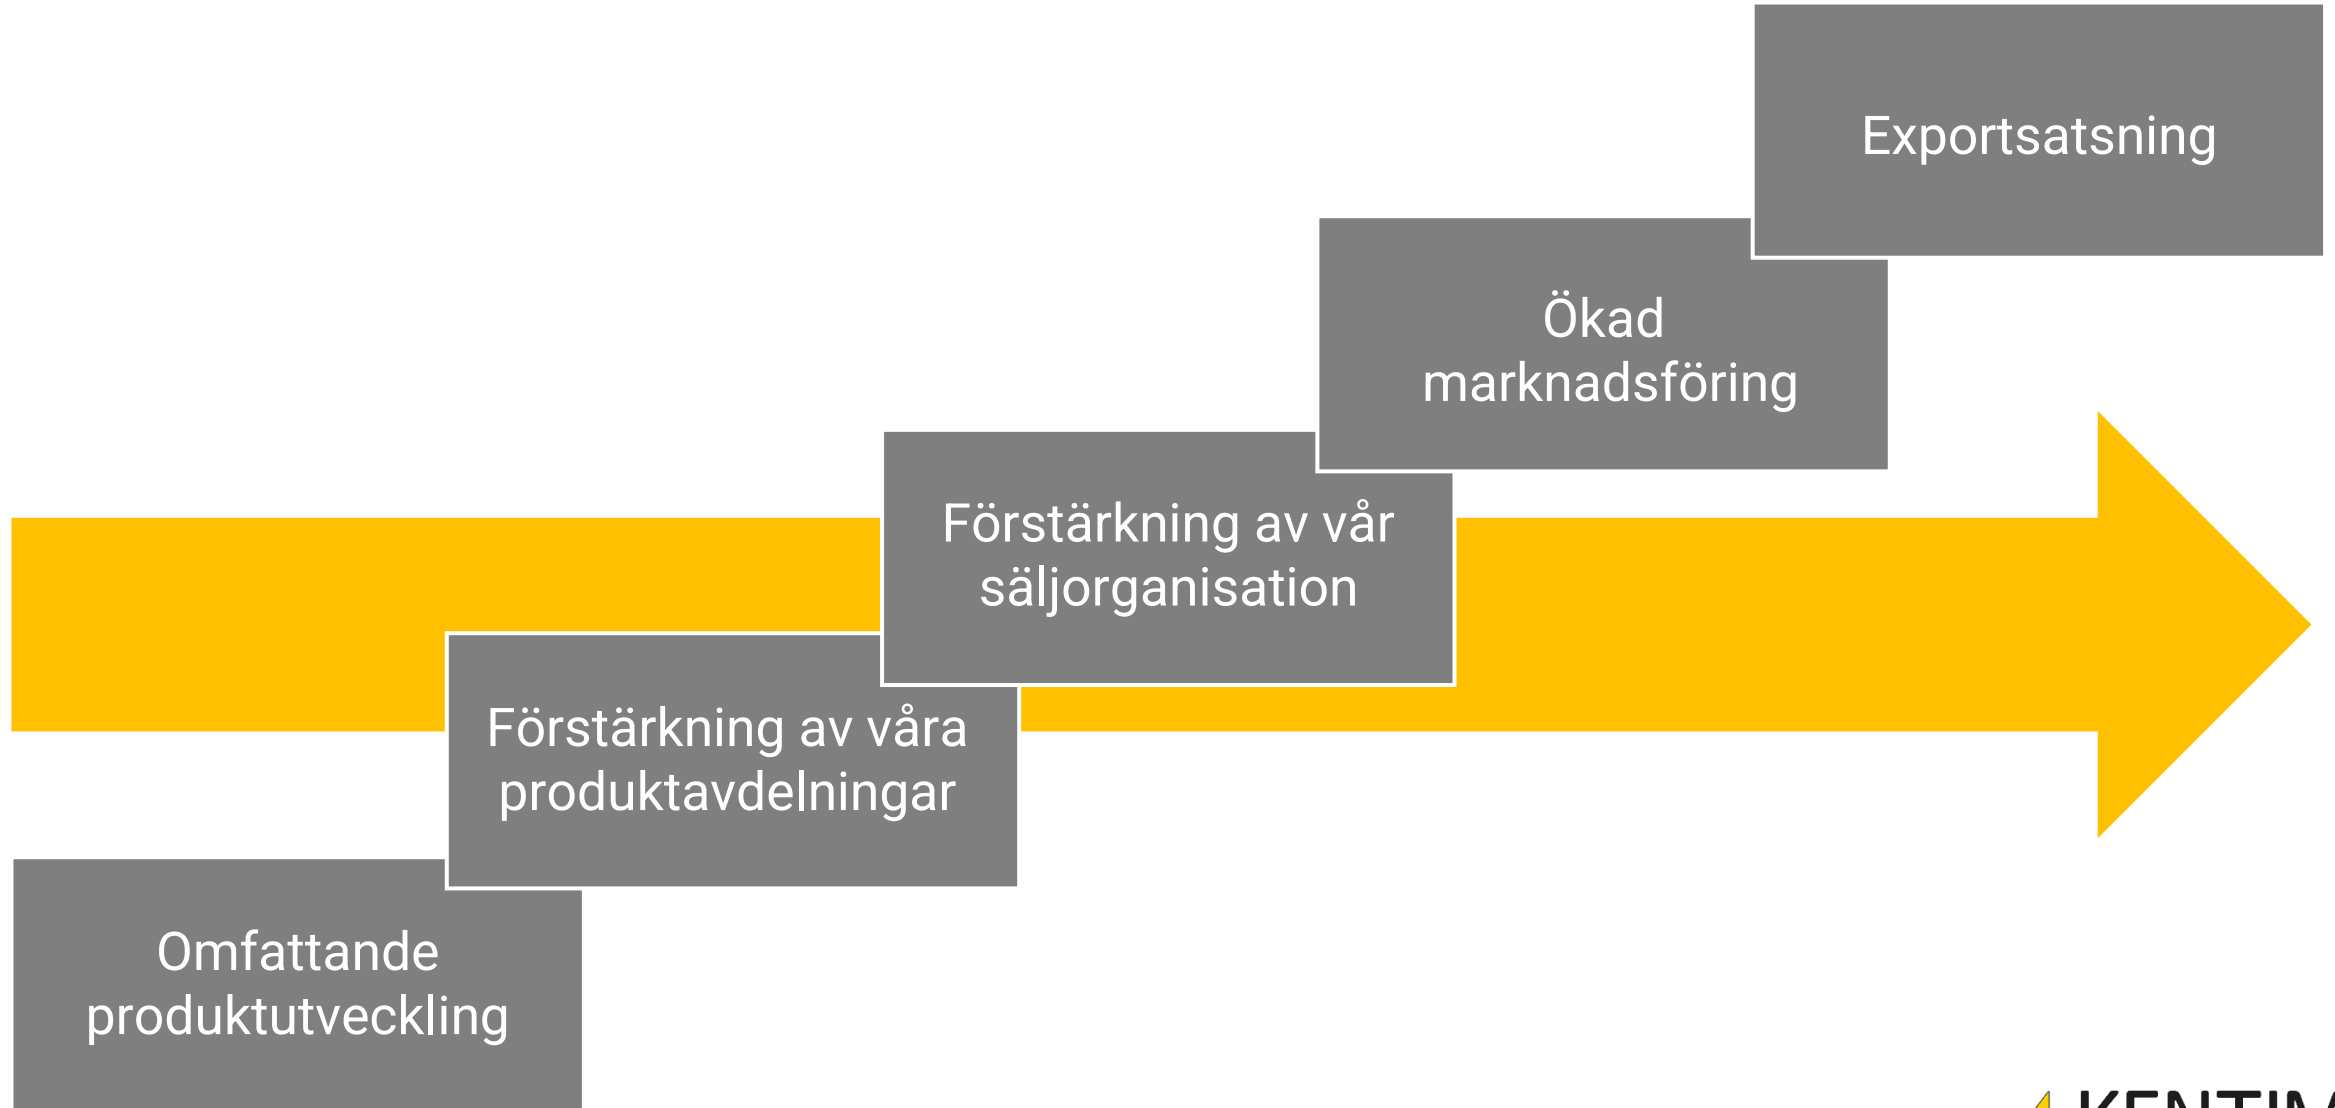 Exportsatsning
Ökad
marknadsföring
Förstärkning av vår
säljorganisation
Förstärkning av våra
produktavdelningar
Omfattande
produktutveckling